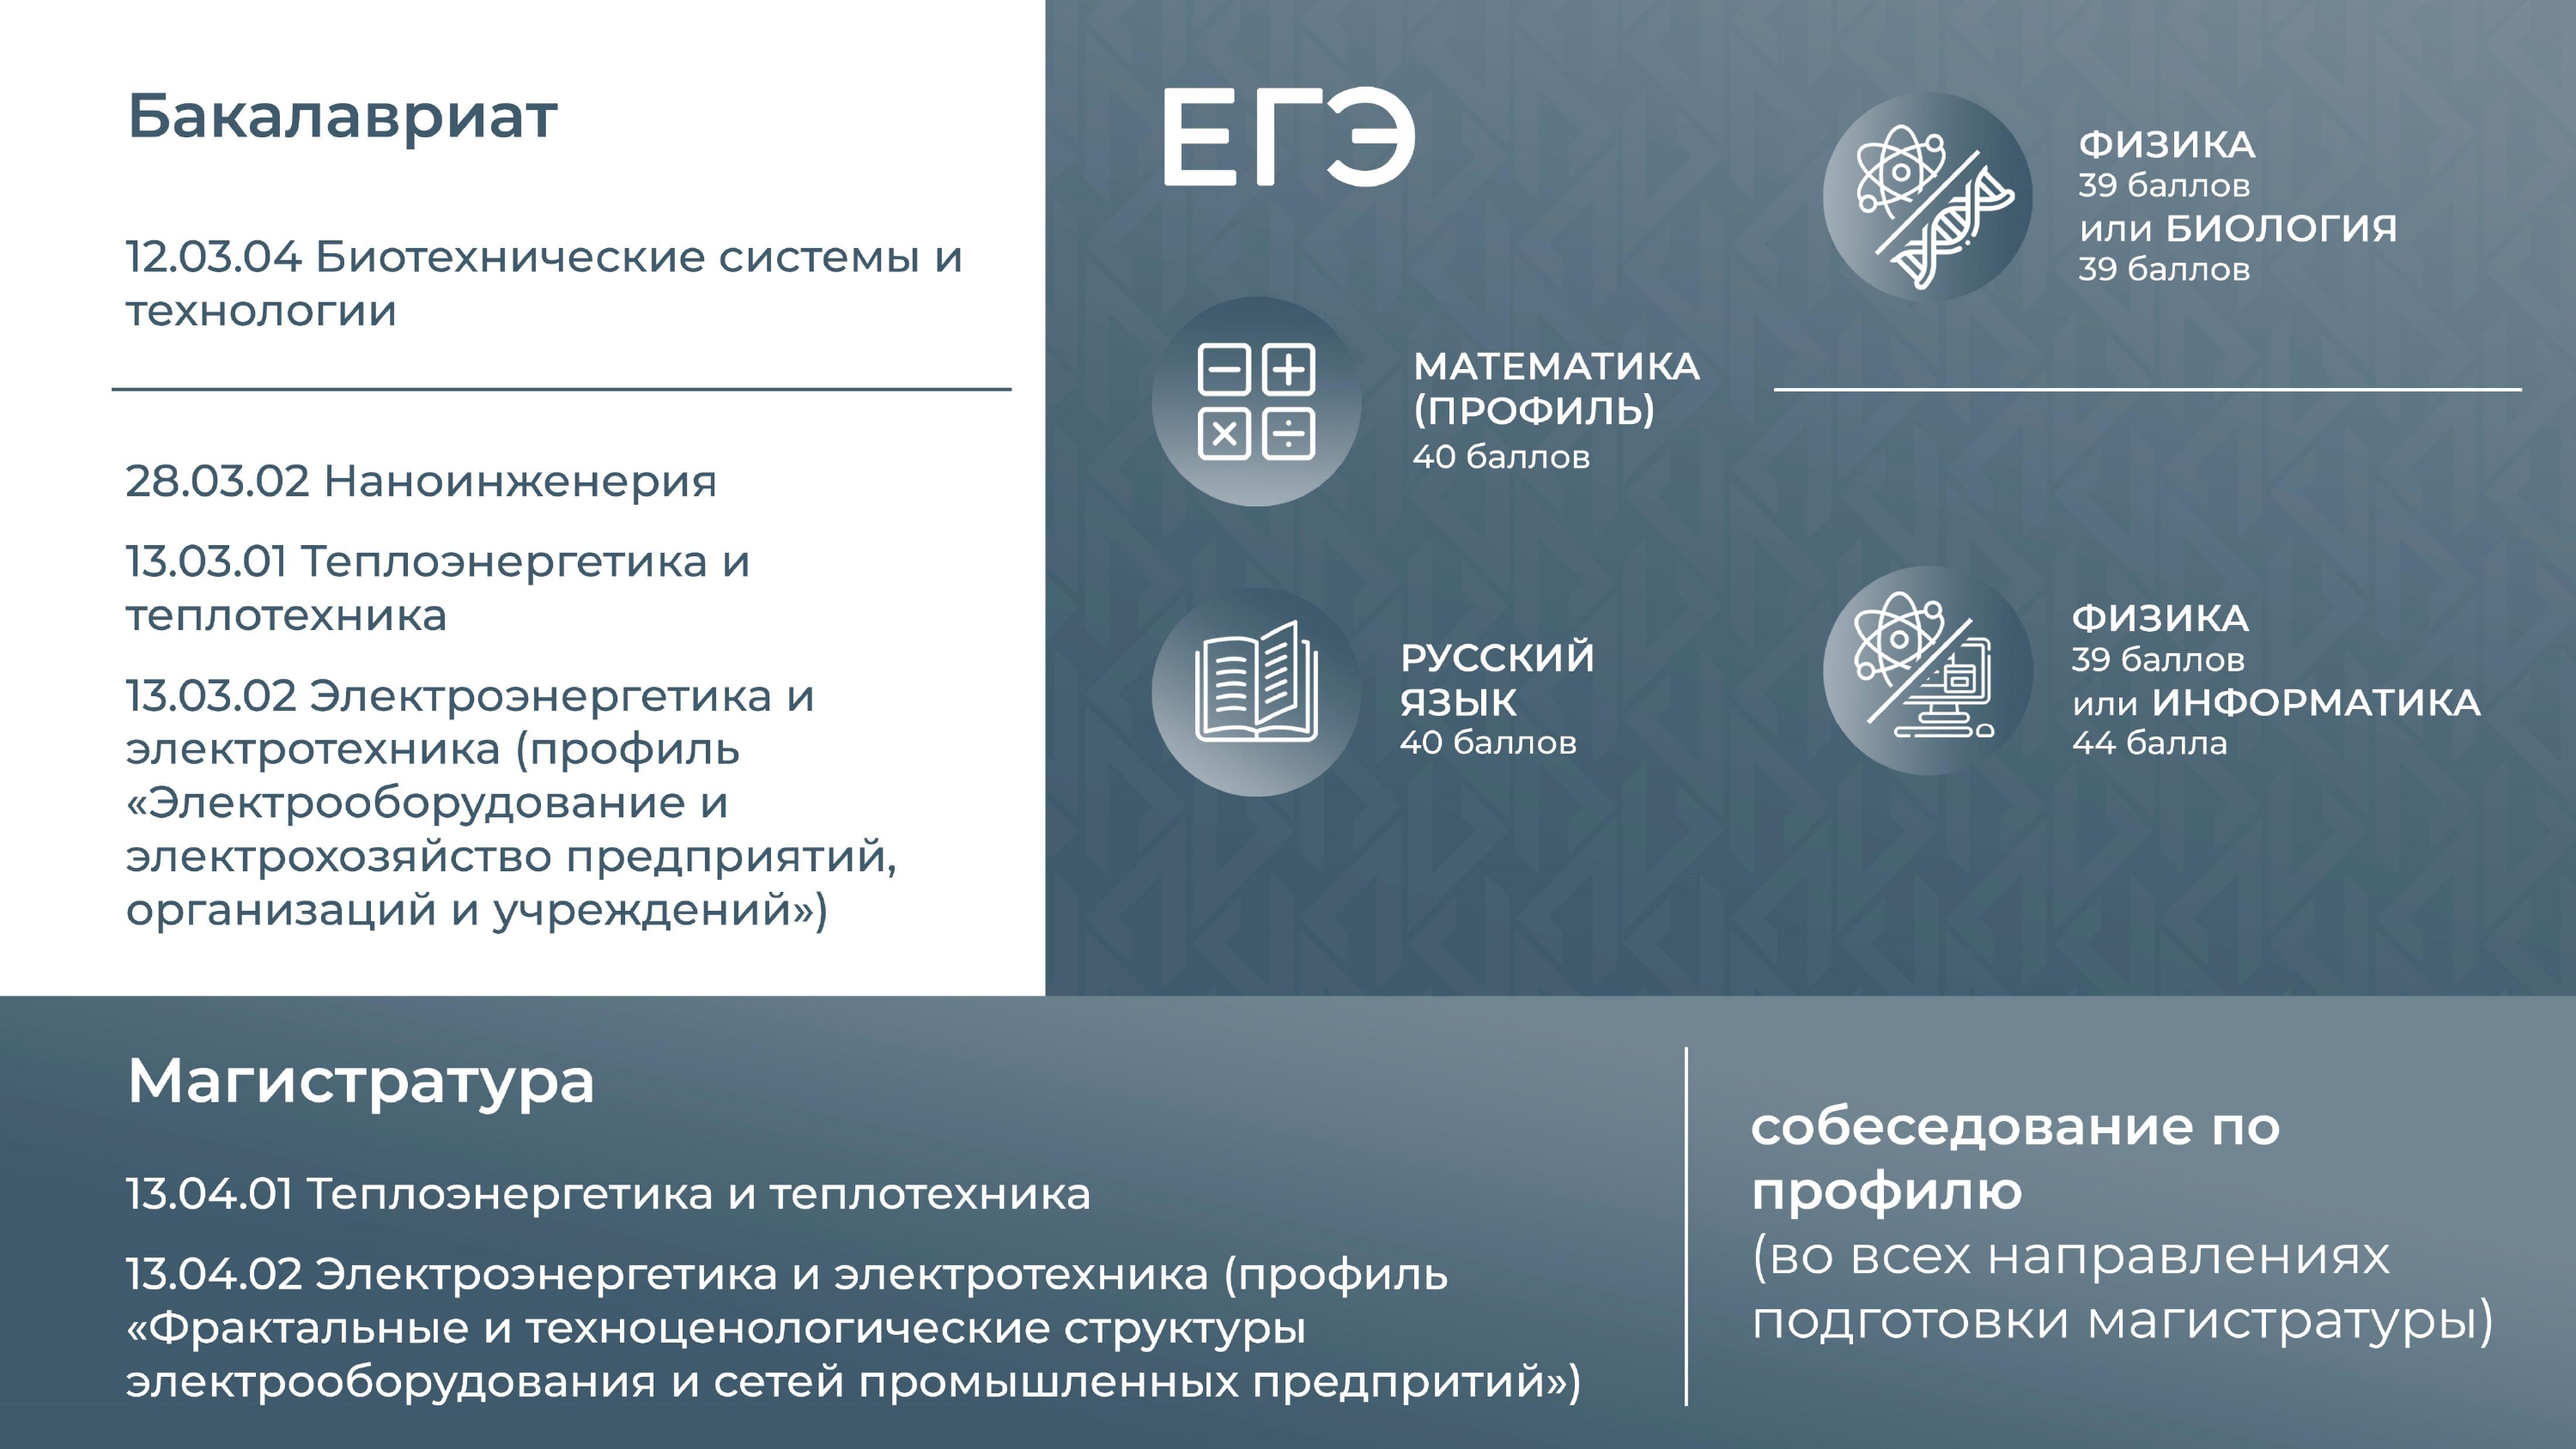 Бакалавриат
12.03.04 Биотехнические системы и
технологии
28.03.02 Наноинженерия
13.03.01 Теплоэнергетика и
теплотехника
13.03.02 Электроэнергетика и
электротехника (профиль
«Электрооборудование и
электрохозяйство предприятий,
организаций и учреждений»)
ЕГЭ
МАТЕМАТИКА
(ПРОФИЛЬ)
40 баллов
РУССКИЙ
ЯЗЫК
40 баллов
ФИЗИКА
39 баллов
или БИОЛОГИЯ
39 баллов
ФИЗИКА
39 баллов
или ИНФОРМАТИКА
44 балла
Магистратура
13.04.01 Теплоэнергетика и теплотехника
13.04.02 Электроэнергетика и электротехника (профиль
«Фрактальные и техноценологические структуры
электрооборудования и сетей промышленных предпритий»)
собеседование по
профилю
(во всех направлениях
подготовки магистратуры)